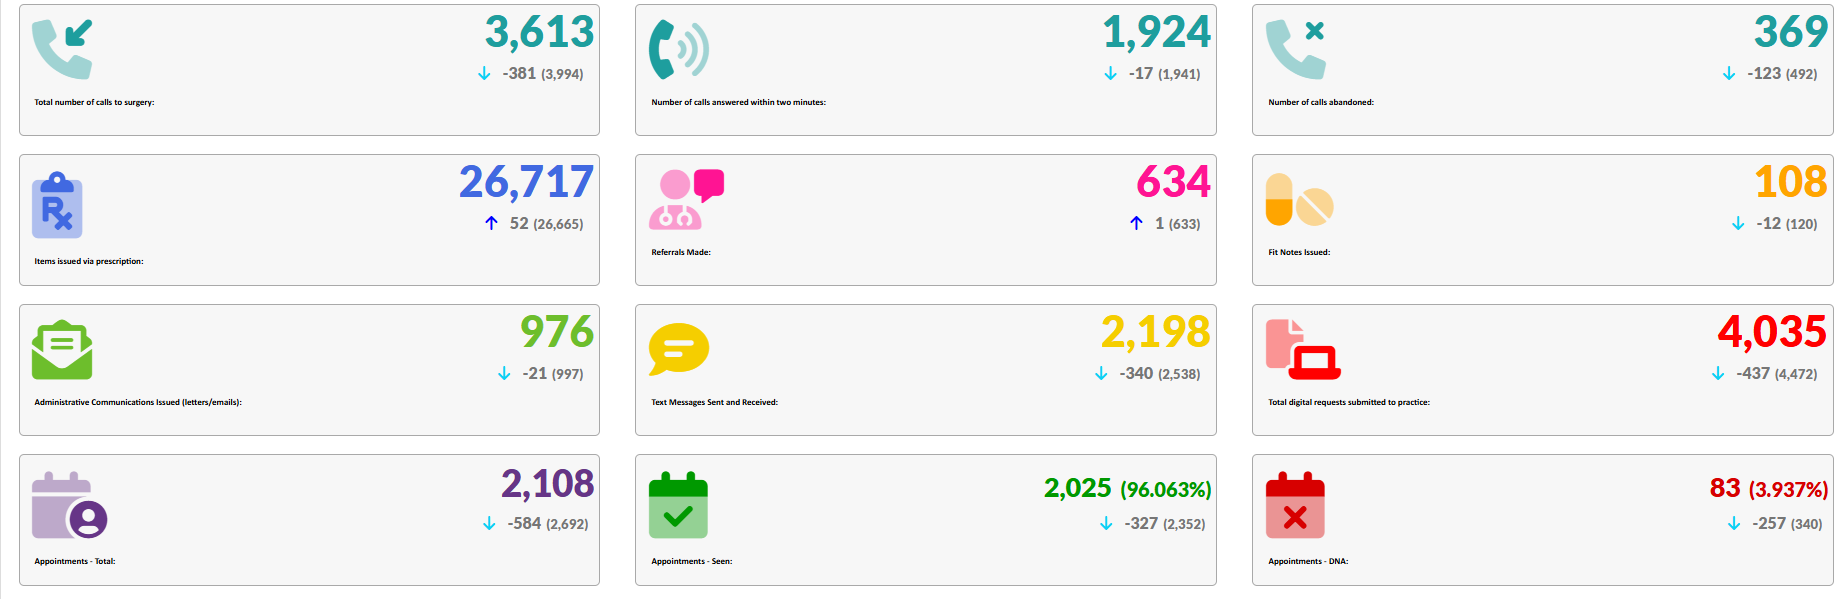 3,613
-381 (3,994)
Total number of calls to surgery:
1,924
-17 (1,941)
Number of calls answered within two minutes:
369
-123 (492)
Number of calls abandoned:
26,717
52 (26,665)
Items issued via prescription:
634
1 (633)
Referrals Made:
108
-12 (120)
Fit Notes Issued:
976
-21 (997)
Administrative Communications Issued (letters/emails):
2,198
-340 (2,538)
Text Messages Sent and Received:
4,035
-437 (4,472)
Total digital requests submitted to practice:
2,108
-584 (2,692)
Appointments - Total:
2,025 (96.063%)
-327 (2,352)
Appointments - Seen:
83 (3.937%)
-257 (340)
Appointments - DNA: